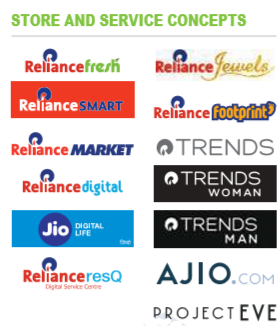 STORE AND SERVICE CONCEPTS
Reliance fresh
Reliance Jewels
Reliance SMART
Reliance footprint
Reliance MARKET
TRENDS
Reliance digital
TRENDS
WOMAN
Jio DIGITAL
LIFE
TRENDS
MAN
Reliance resQ
Digital Service Centre
AJIO.COM
PROJECT EVE